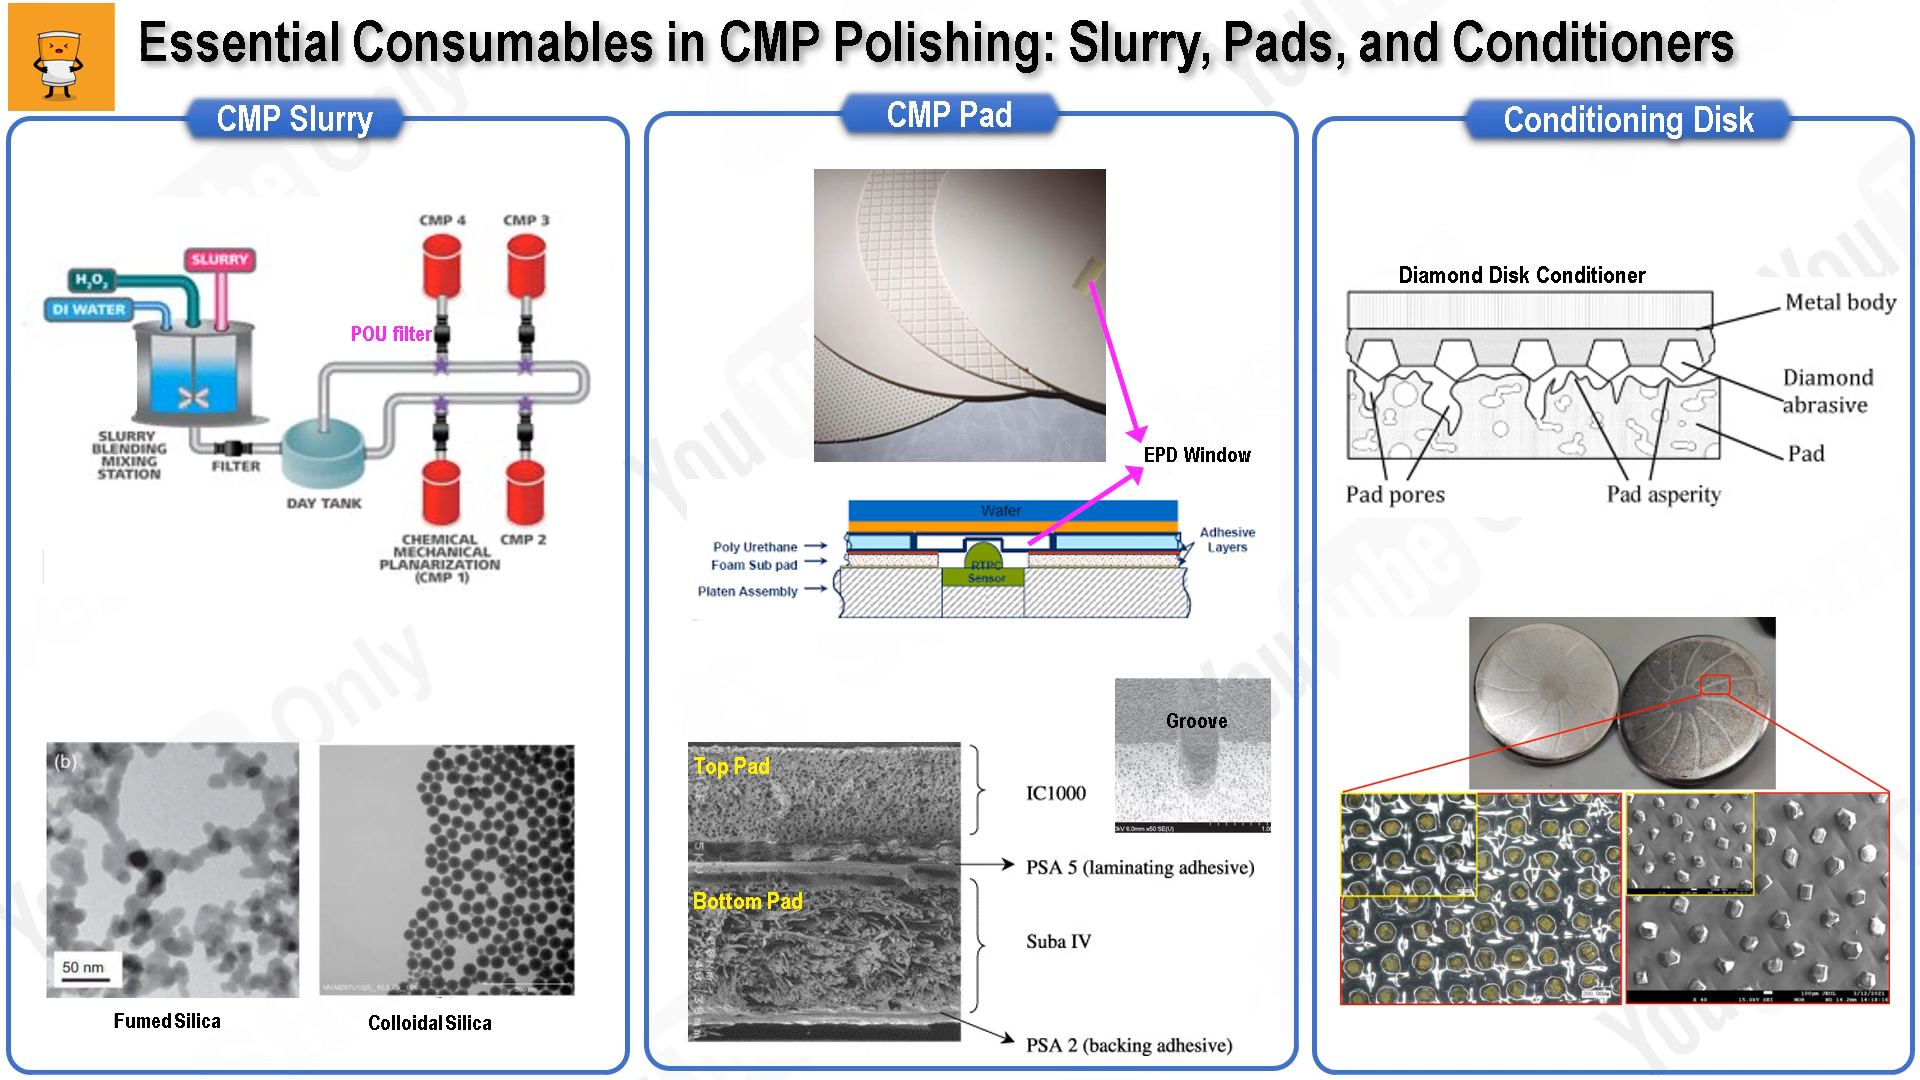 Essential Consumables in CMP Polishing: Slurry, Pads, and Conditioners
CMP Slurry
CMP 4
CMP 3
SLURRY
H₂O₂
DI WATER
POU filter
SLURRY
BLENDING
MIXING
STATION
FILTER
DAY TANK
CHEMICAL
MECHANICAL
PLANARIZATION
(CMP 1)
CMP 2
(b)
50 nm
Fumed Silica
Colloidal Silica
CMP Pad
EPD Window
Wafer
Poly Urethane
Foam Sub pad
Platen Assembly
Adhesive
Layers
RTPC
Sensor
Groove
Top Pad
IC1000
PSA 5 (laminating adhesive)
Bottom Pad
Suba IV
PSA 2 (backing adhesive)
Conditioning Disk
Diamond Disk Conditioner
Metal body
Diamond
abrasive
Pad
Pad pores
Pad asperity